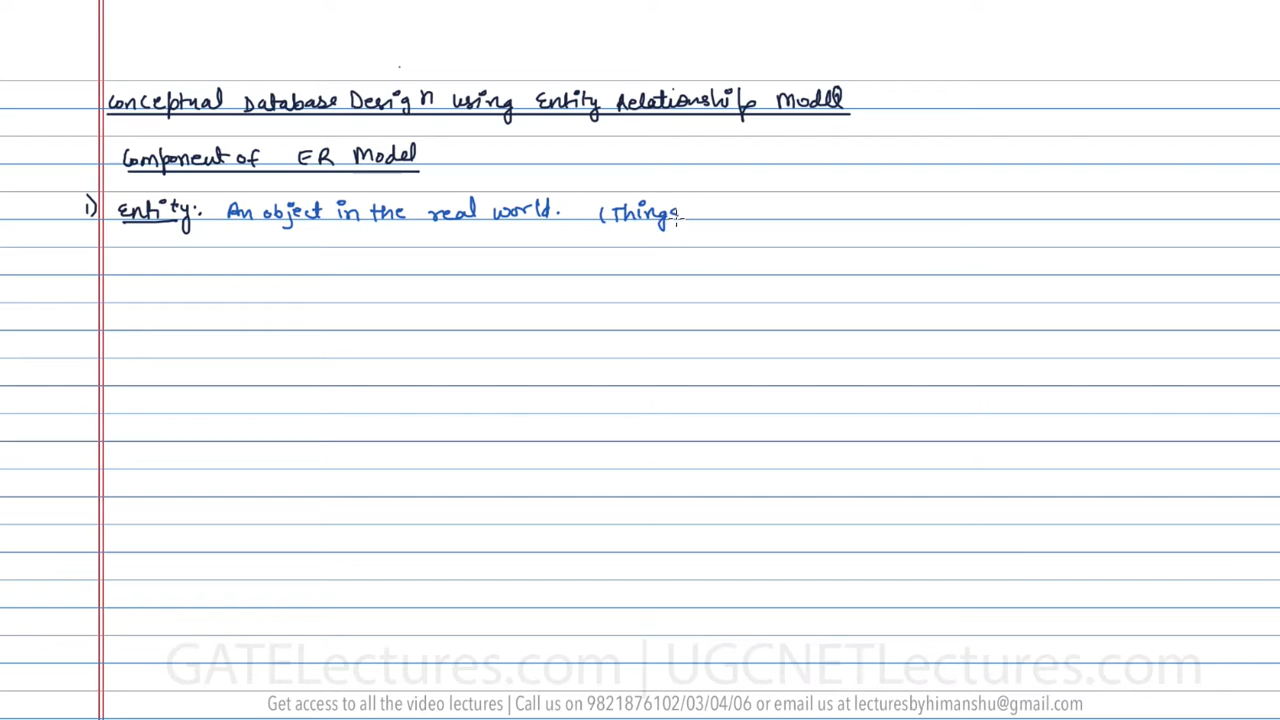 Conceptual Database Design using Entity Relationship Model
Component of ER Model
1) Entity: An object in the real world. (Things
GATELectures.com | UGCNETLectures.com
Get access to all the video lectures | Call us on 9821876102/03/04/06 or email us at lecturesbyhimanshu@gmail.com